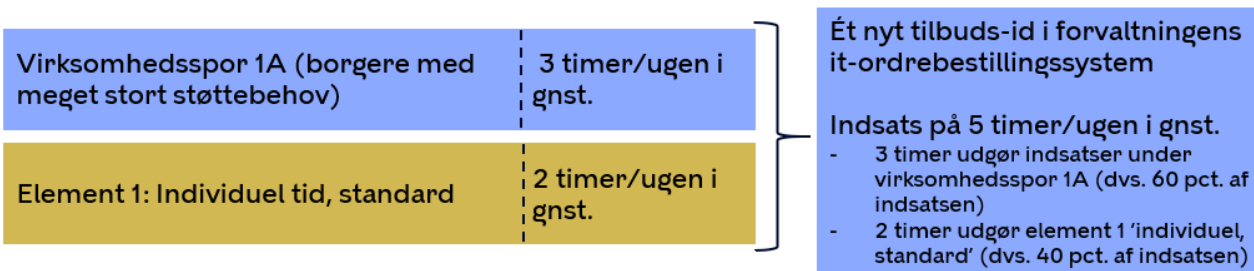 Virksomhedsspor 1A (borgere med
meget stort støttebehov)
3 timer/ugen i
gnst.
Element 1: Individuel tid, standard
2 timer/ugen i
gnst.
Ét nyt tilbuds-id i forvaltningens
it-ordrebestillingssystem
Indsats på 5 timer/ugen i gnst.
- 3 timer udgør indsatser under
virksomhedsspor 1A (dvs. 60 pct. af
indsatsen)
- 2 timer udgør element 1 ‘individuel,
standard’ (dvs. 40 pct. af indsatsen)